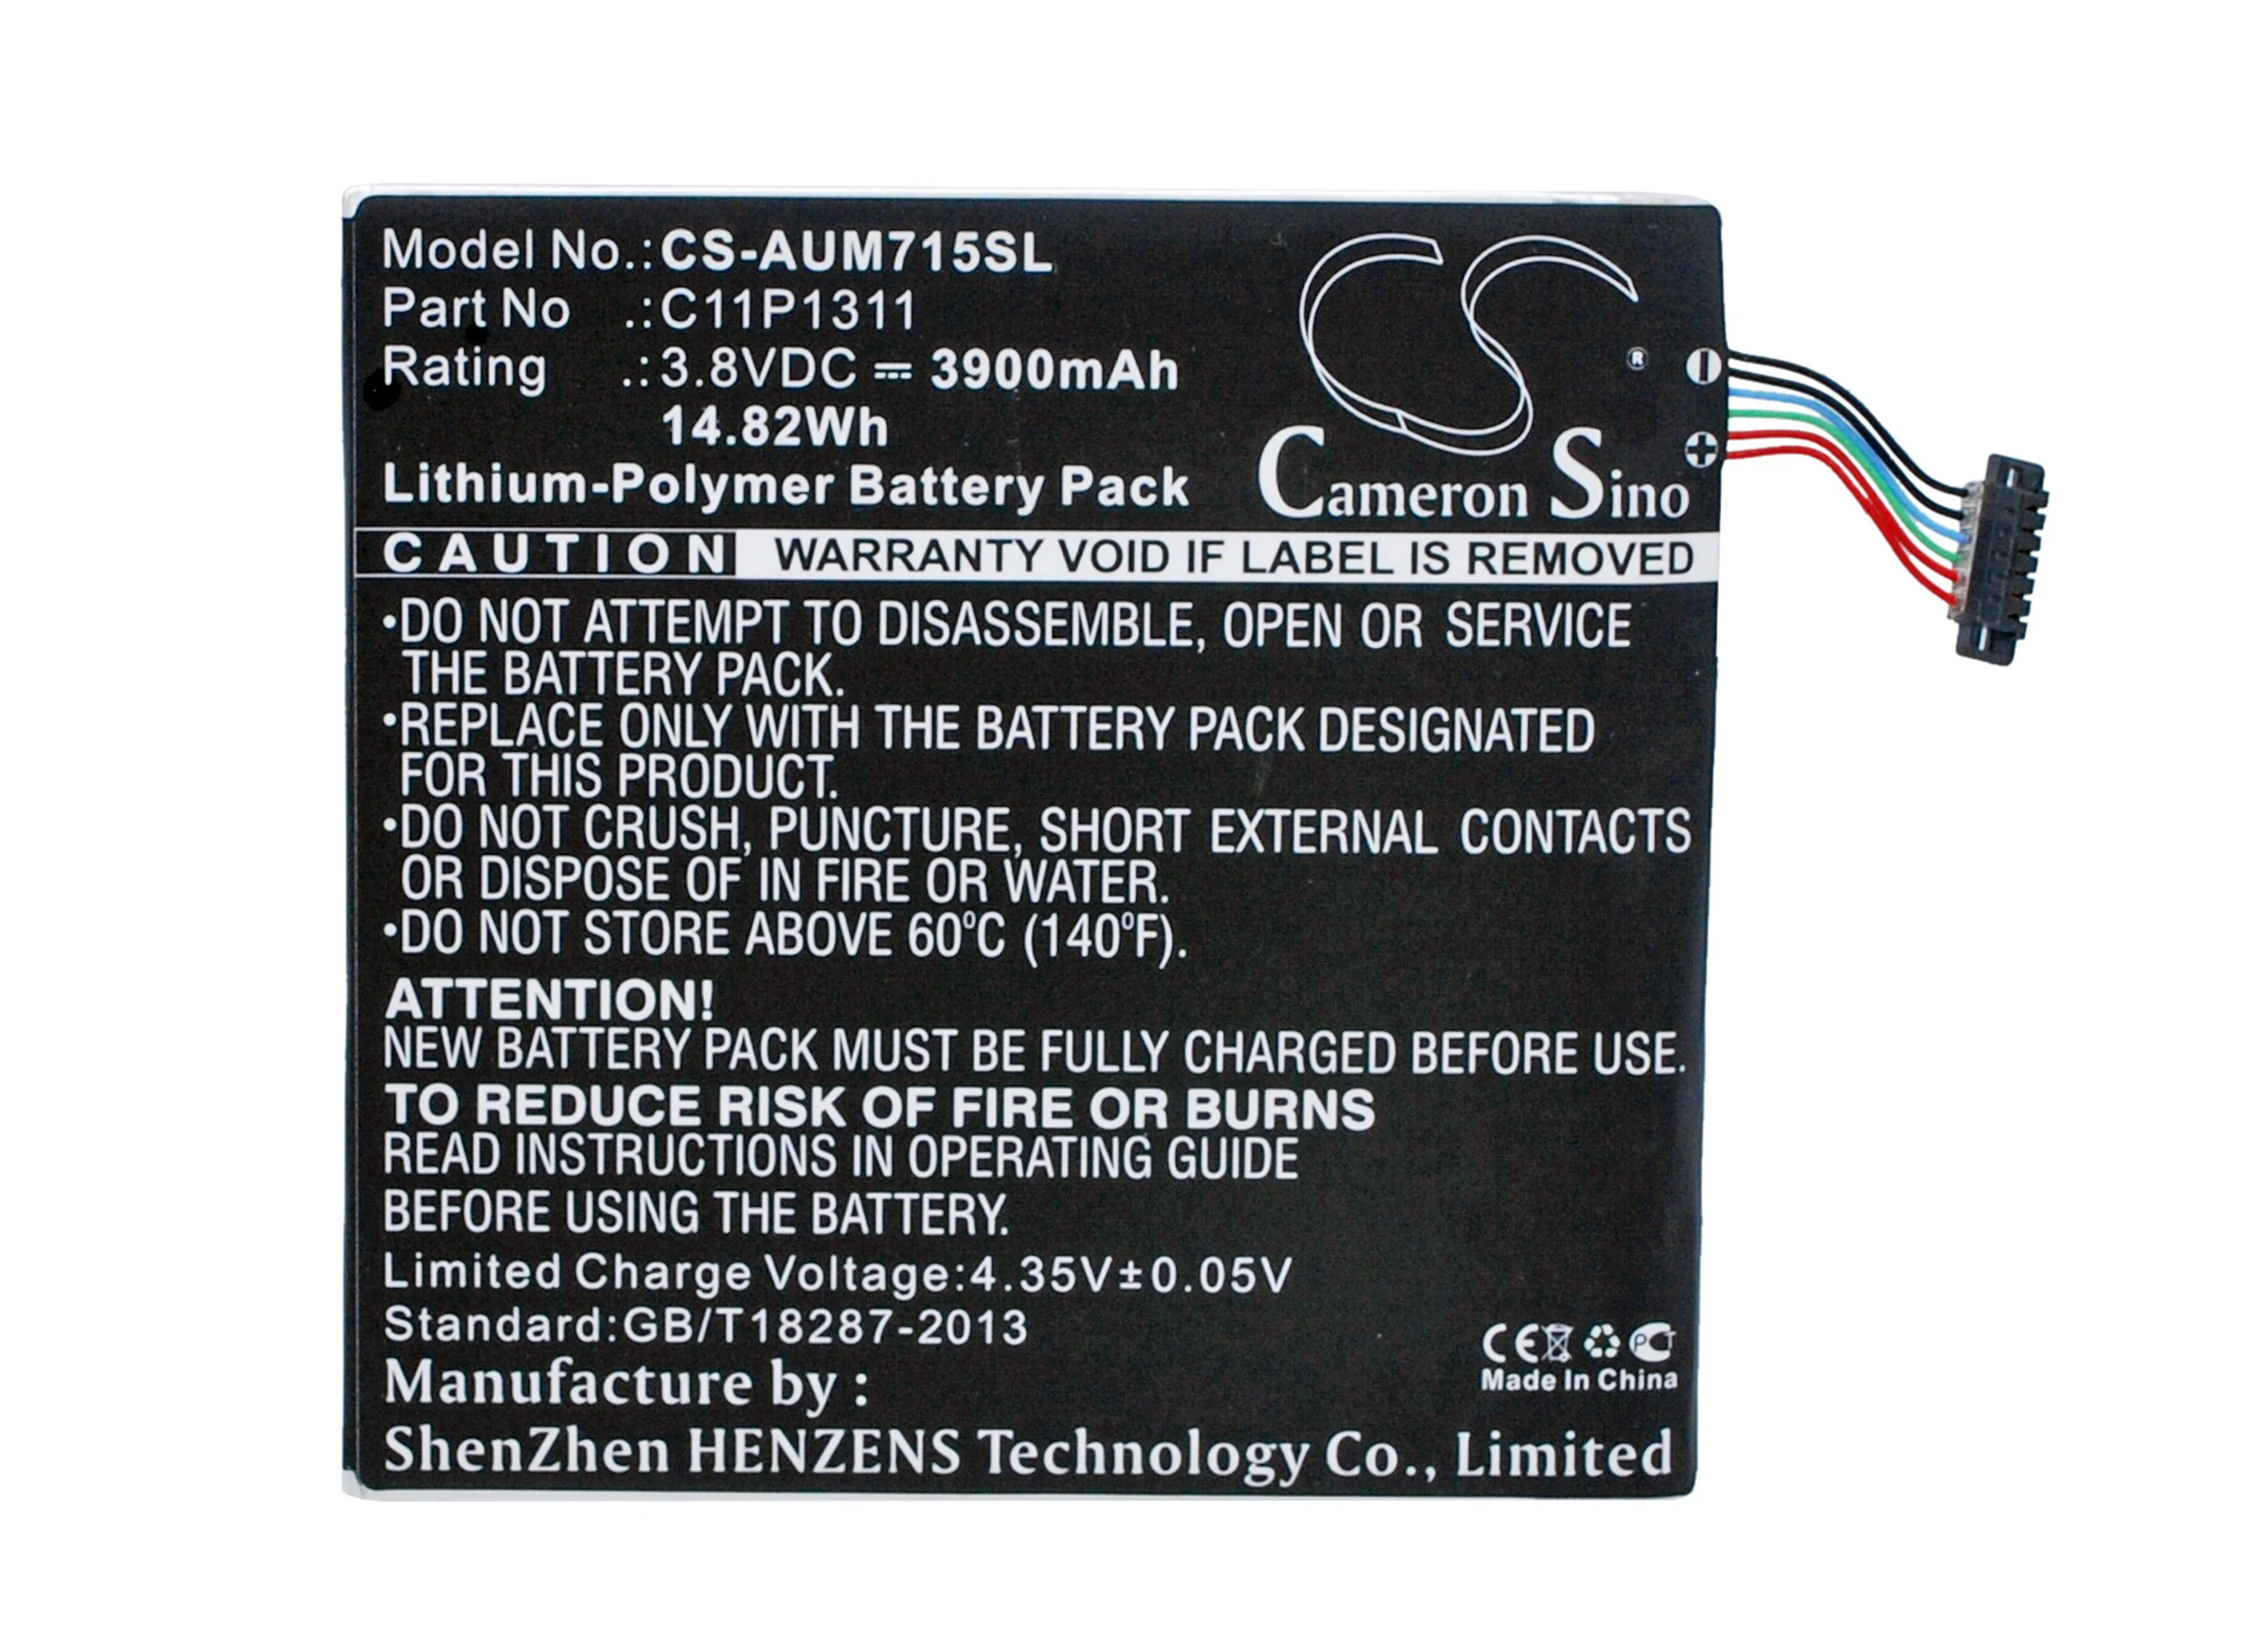 Model No.:CS-AUM715SL
Part No .:C11P1311
Rating .:3.8VDC ⎓ 3900mAh
14.82Wh
Lithium-Polymer Battery Pack
CS
®
Cameron Sino
CAUTION WARRANTY VOID IF LABEL IS REMOVED
•DO NOT ATTEMPT TO DISASSEMBLE, OPEN OR SERVICE
THE BATTERY PACK.
•REPLACE ONLY WITH THE BATTERY PACK DESIGNATED
FOR THIS PRODUCT.
•DO NOT CRUSH, PUNCTURE, SHORT EXTERNAL CONTACTS
OR DISPOSE OF IN FIRE OR WATER.
•DO NOT STORE ABOVE 60°C (140°F).
ATTENTION!
NEW BATTERY PACK MUST BE FULLY CHARGED BEFORE USE.
TO REDUCE RISK OF FIRE OR BURNS
READ INSTRUCTIONS IN OPERATING GUIDE
BEFORE USING THE BATTERY.
Limited Charge Voltage:4.35V±0.05V
Standard:GB/T18287-2013
CE PCT
Made In China
Manufacture by :
ShenZhen HENZENS Technology Co., Limited